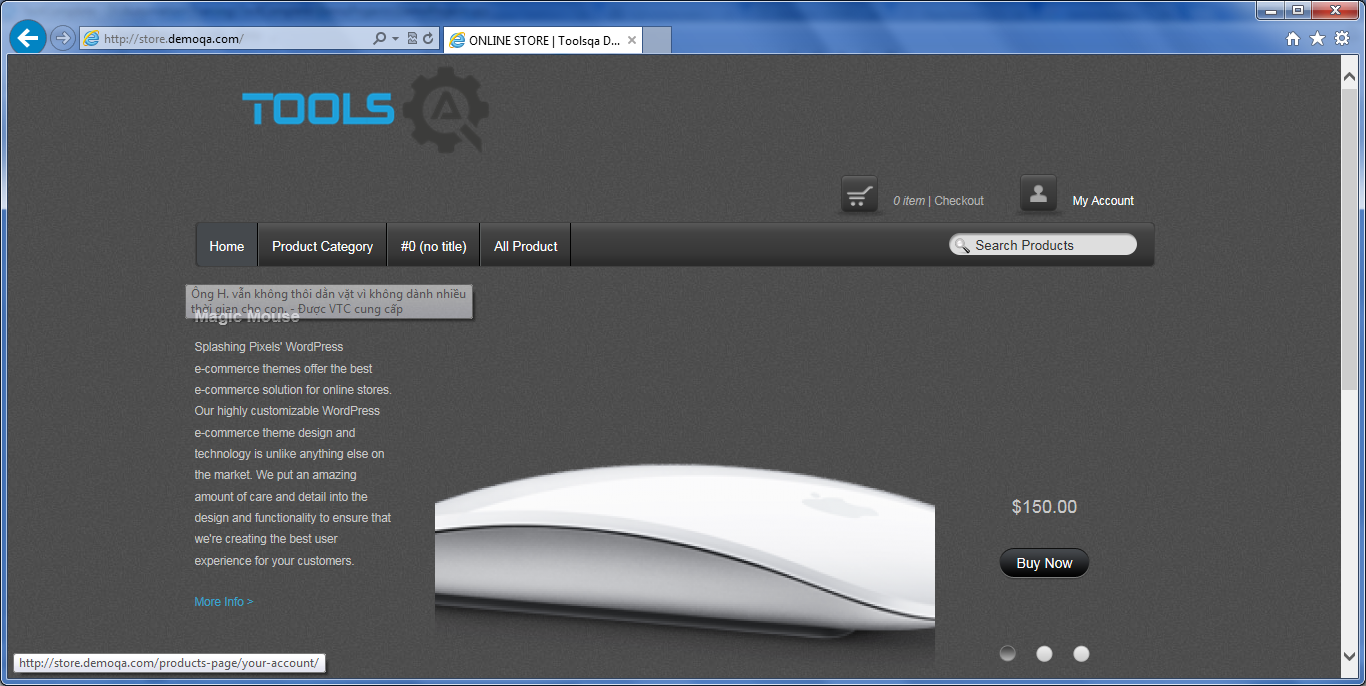 http://store.demoqa.com/
ONLINE STORE | Toolsqa D...
TOOLS
0 item | Checkout
My Account
Home
Product Category
#0 (no title)
All Product
Search Products
Ông H. vẫn không thôi dằn vặt vì không dành nhiều
thời gian cho con. - Được VTC cung cấp
Magic Mouse
Splashing Pixels' WordPress
e-commerce themes offer the best
e-commerce solution for online stores.
Our highly customizable WordPress
e-commerce theme design and
technology is unlike anything else on
the market. We put an amazing
amount of care and detail into the
design and functionality to ensure that
we're creating the best user
experience for your customers.
More Info >
$150.00
Buy Now
http://store.demoqa.com/products-page/your-account/